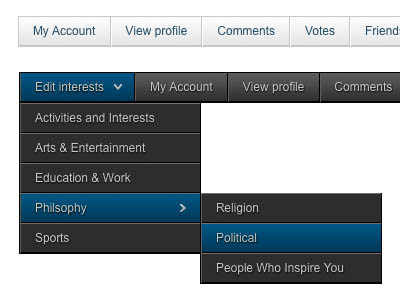 My Account View profile Comments Votes Friend
Edit interests My Account View profile Comments
Activities and Interests
Arts & Entertainment
Education & Work
Philsophy Religion
Sports Political
People Who Inspire You